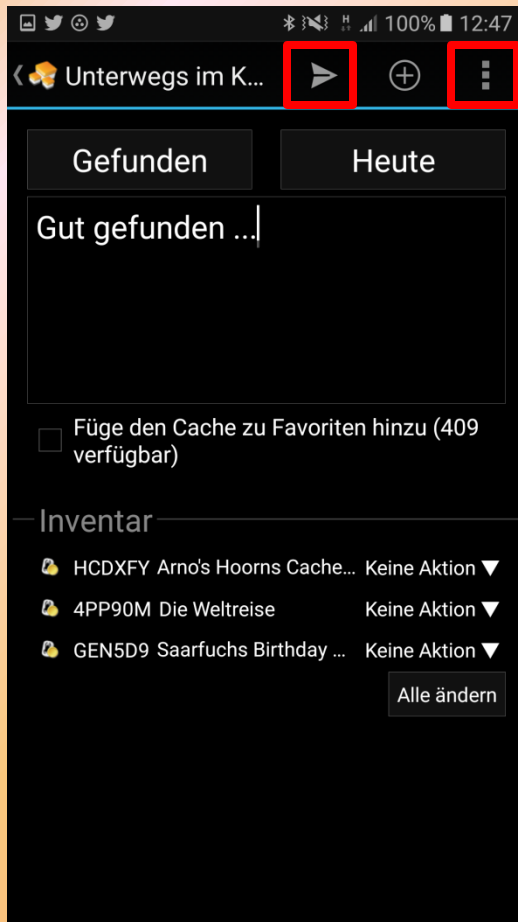 100% 12:47
Unterwegs im K...
Gefunden Heute
Gut gefunden ...
Füge den Cache zu Favoriten hinzu (409
verfügbar)
Inventar
HCDXFY Arno's Hoorns Cache... Keine Aktion
4PP90M Die Weltreise Keine Aktion
GEN5D9 Saarfuchs Birthday ... Keine Aktion
Alle ändern